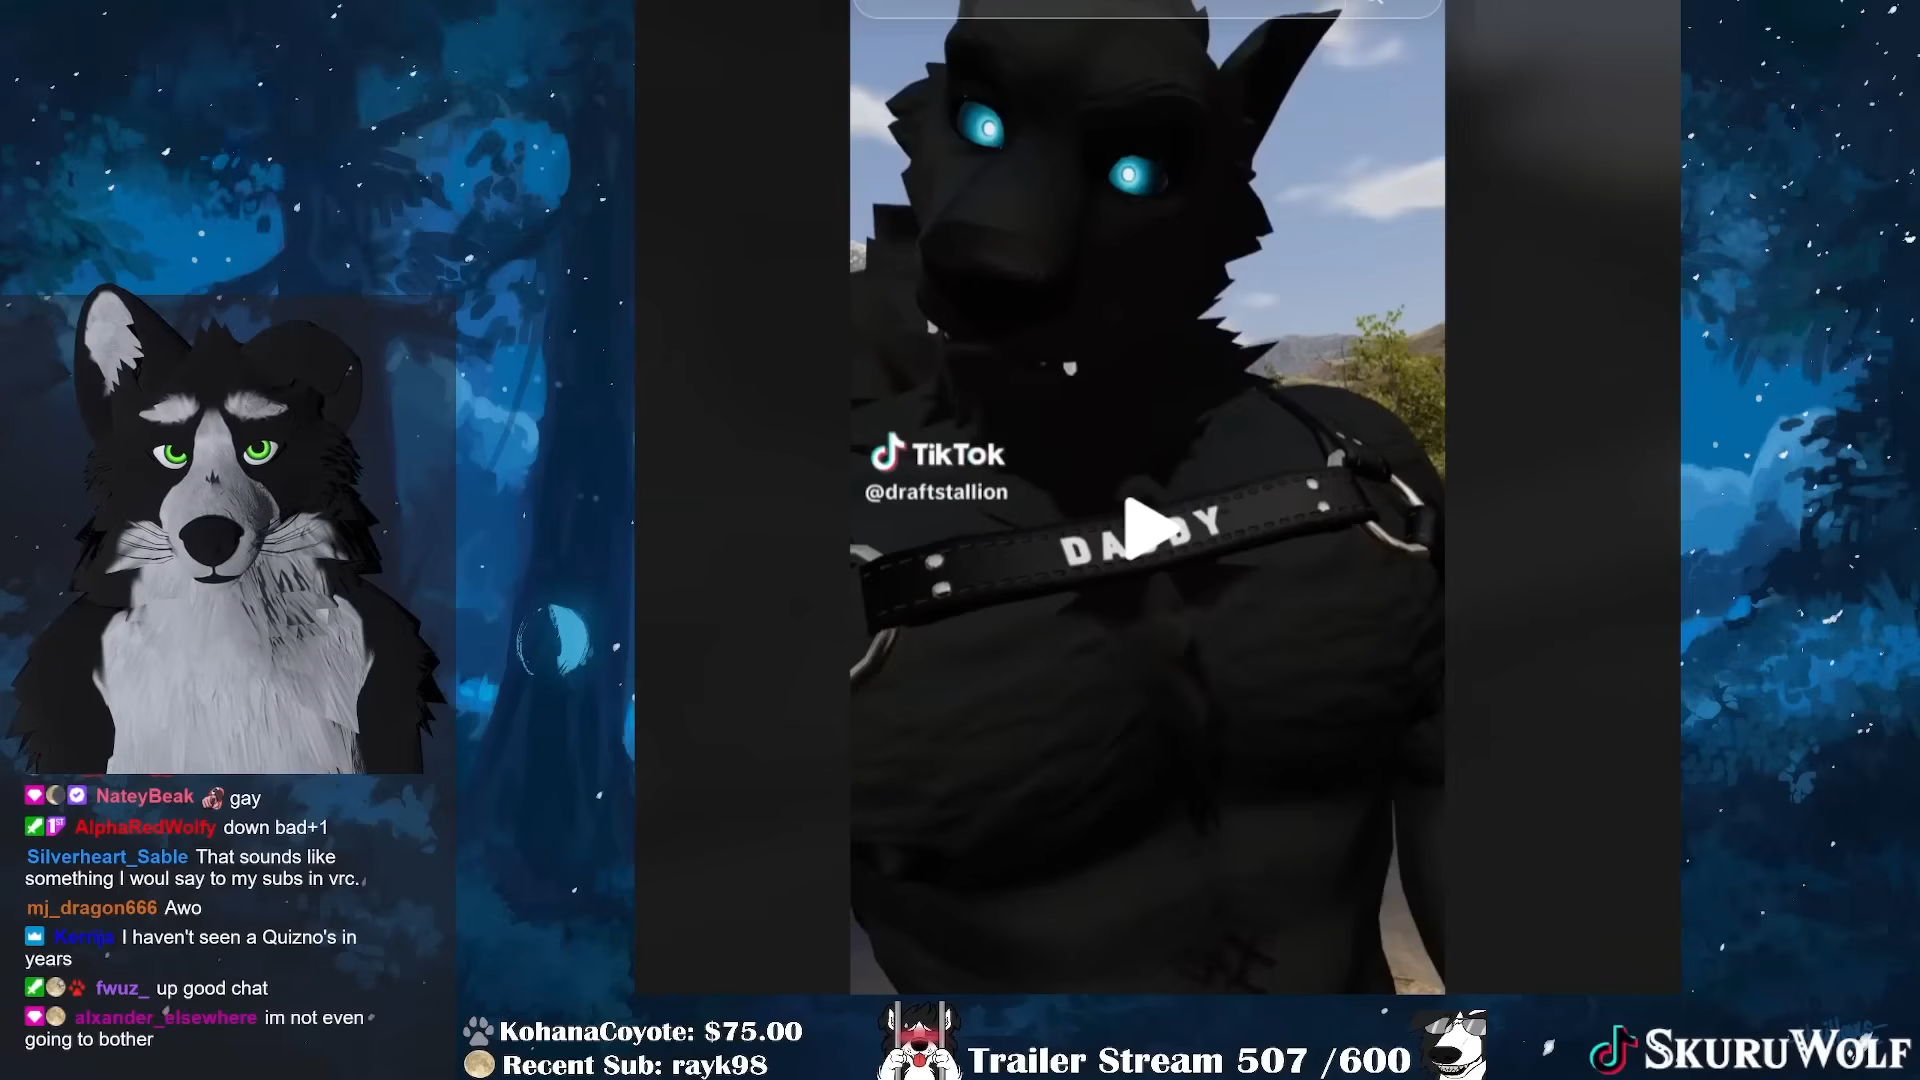 TikTok
@draftstallion
DADDY
NateyBeak gay
AlphaRedWolfy down bad+1
Silverheart_Sable That sounds like
something I woul say to my subs in vrc.
mj_dragon666 Awo
Kerrija I haven't seen a Quizno's in
years
fwuz_ up good chat
alxander_elsewhere im not even
going to bother
KohanaCoyote: $75.00
Recent Sub: rayk98
Trailer Stream 507 /600
SKURUWOLF